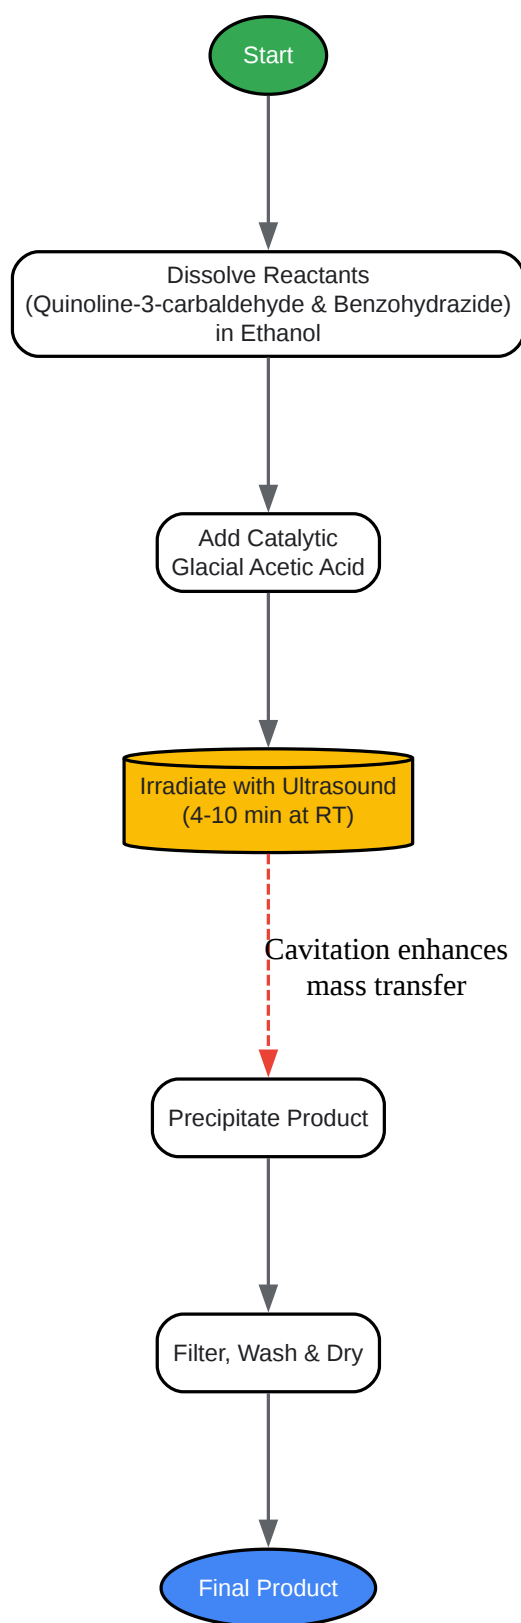 Start
Dissolve Reactants
(Quinoline-3-carbaldehyde & Benzohydrazide)
in Ethanol
Add Catalytic
Glacial Acetic Acid
Irradiate with Ultrasound
(4-10 min at RT)
Cavitation enhances
mass transfer
Precipitate Product
Filter, Wash & Dry
Final Product